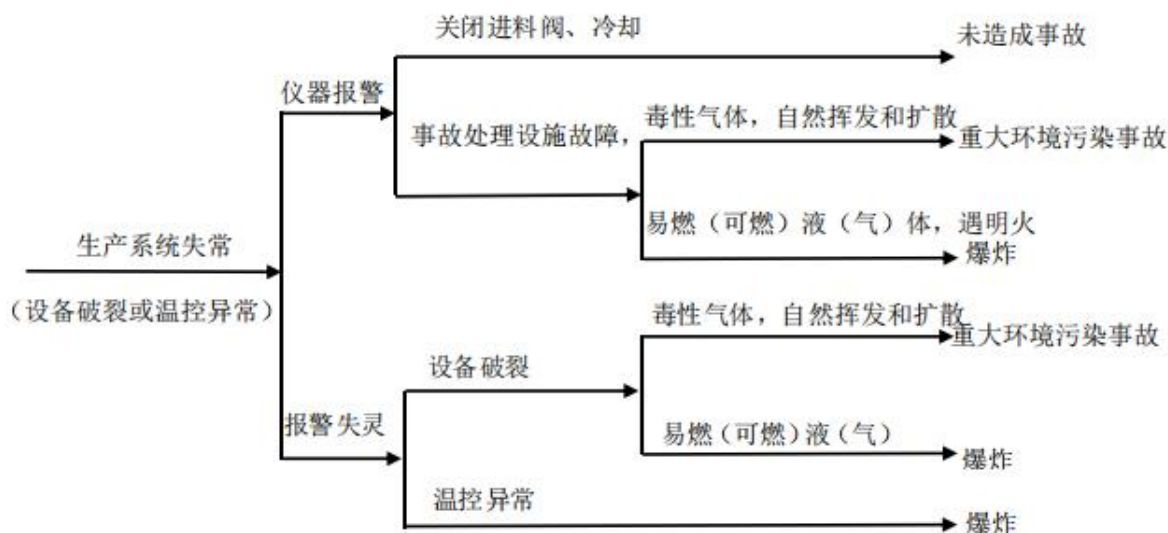 关闭进料阀、冷却
未造成事故
仪器报警
毒性气体，自然挥发和扩散
事故处理设施故障，
重大环境污染事故
易燃（可燃）液（气）体，遇明火
爆炸
生产系统失常
（设备破裂或温控异常）
毒性气体，自然挥发和扩散
重大环境污染事故
设备破裂
报警失灵
易燃（可燃）液（气）
爆炸
温控异常
爆炸